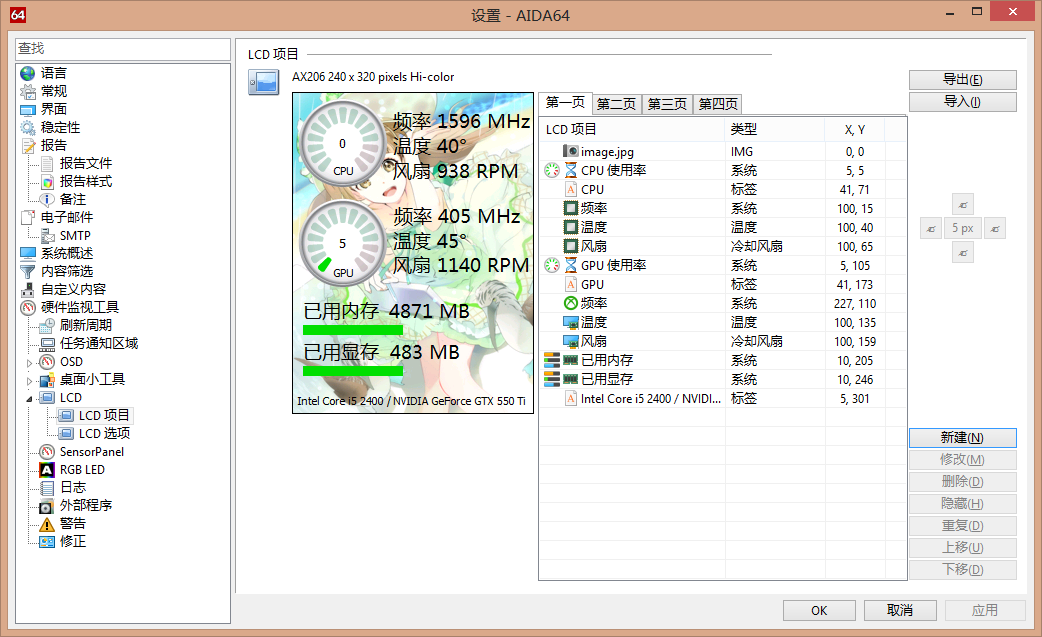 64
设置 - AIDA64
查找
语言
常规
界面
稳定性
报告
报告文件
报告样式
备注
电子邮件
SMTP
系统概述
内容筛选
自定义内容
硬件监视工具
刷新周期
任务通知区域
OSD
桌面小工具
LCD
LCD 项目
LCD 选项
SensorPanel
RGB LED
日志
外部程序
警告
修正
LCD 项目
AX206 240 x 320 pixels Hi-color
0
CPU
频率 1596 MHz
温度 40°
风扇 938 RPM
5
GPU
频率 405 MHz
温度 45°
风扇 1140 RPM
已用内存 4871 MB
已用显存 483 MB
Intel Core i5 2400 / NVIDIA GeForce GTX 550 Ti
第一页 第二页 第三页 第四页
LCD 项目 类型 X, Y
image.jpg IMG 0, 0
CPU 使用率 系统 5, 5
CPU 标签 41, 71
频率 系统 100, 15
温度 系统 100, 40
风扇 冷却风扇 100, 65
GPU 使用率 系统 5, 105
GPU 标签 41, 173
频率 系统 227, 110
温度 温度 100, 135
风扇 冷却风扇 100, 159
已用内存 系统 10, 205
已用显存 系统 10, 246
Intel Core i5 2400 / NVIDI... 标签 5, 301
导出(E)
导入(I)
5 px
新建(N)
修改(M)
删除(D)
隐藏(H)
重复(D)
上移(U)
下移(D)
OK 取消 应用